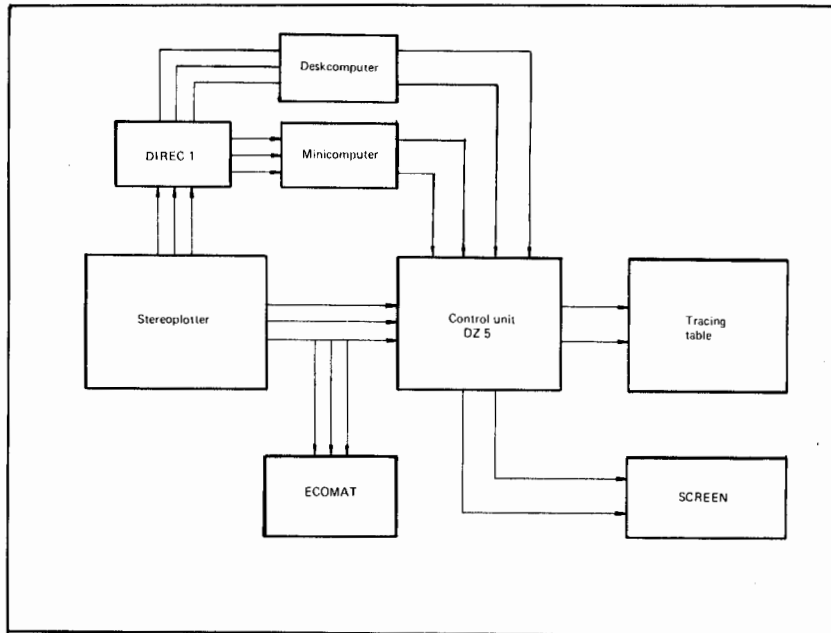 Deskcomputer
DIREC 1
Minicomputer
Stereoplotter
Control unit
DZ 5
Tracing
table
ECOMAT
SCREEN